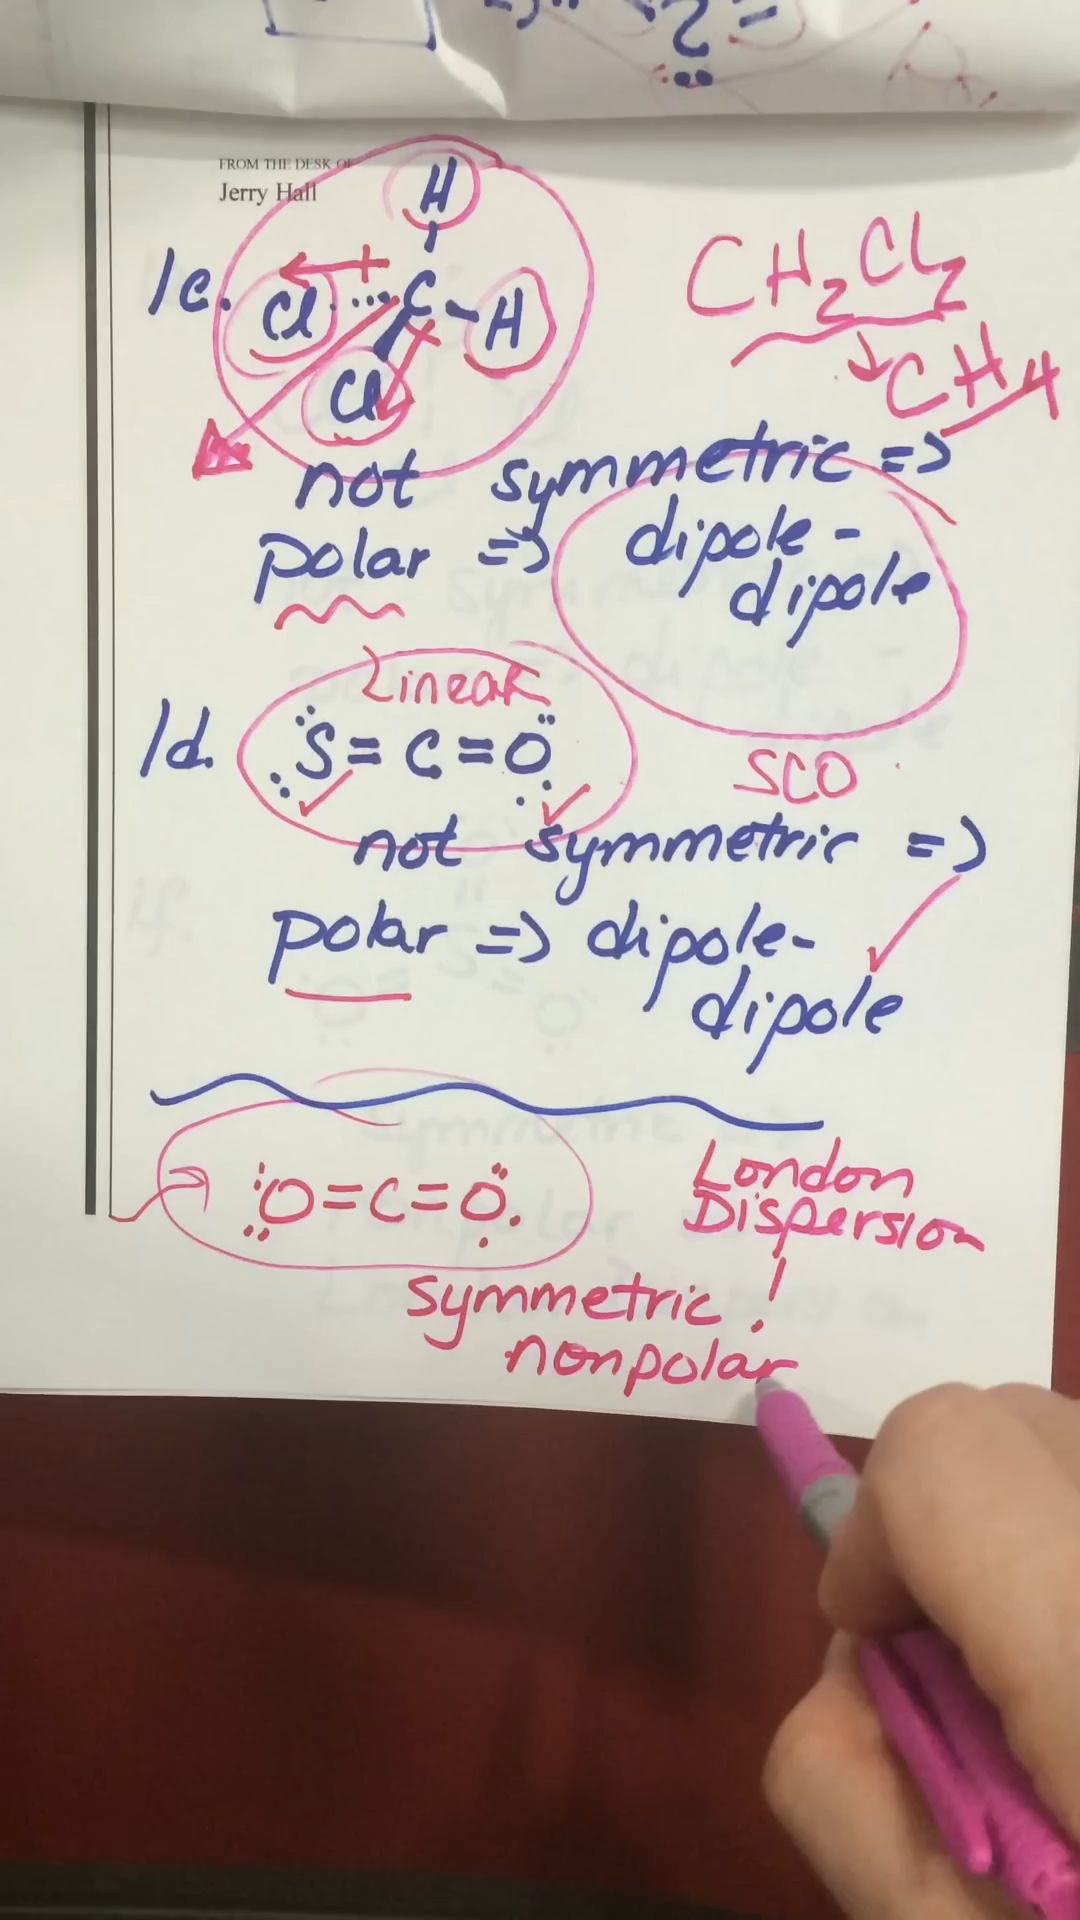 FROM THE DESK OF
Jerry Hall
H
1c. Cl C - H
Cl
CH2Cl2
CH4
not symmetric =>
polar => dipole -
dipole
Linear
1d. S = C = O
SCO
not symmetric =>
polar => dipole-
dipole
O=C=O
London
Dispersion
!
symmetric
nonpolar